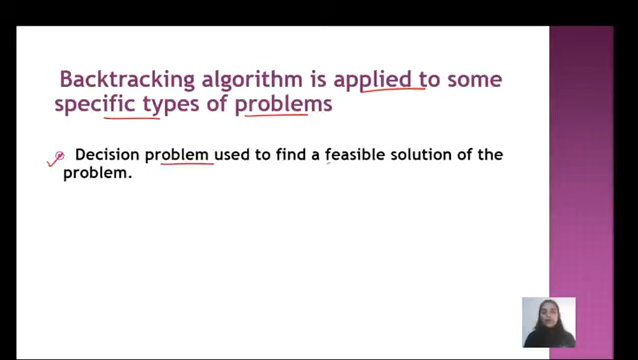 Backtracking algorithm is applied to some
specific types of problems
Decision problem used to find a feasible solution of the
problem.